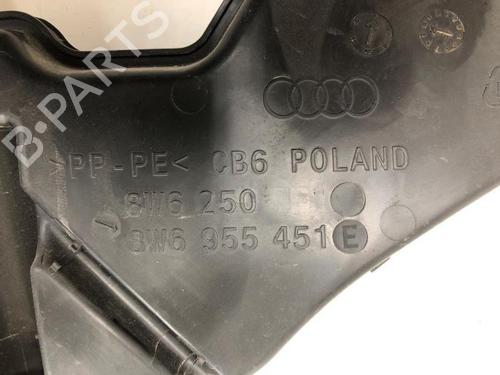 B-PARTS
>PP-PE< CB6 POLAND
8W6 250
8W6 955 451 E